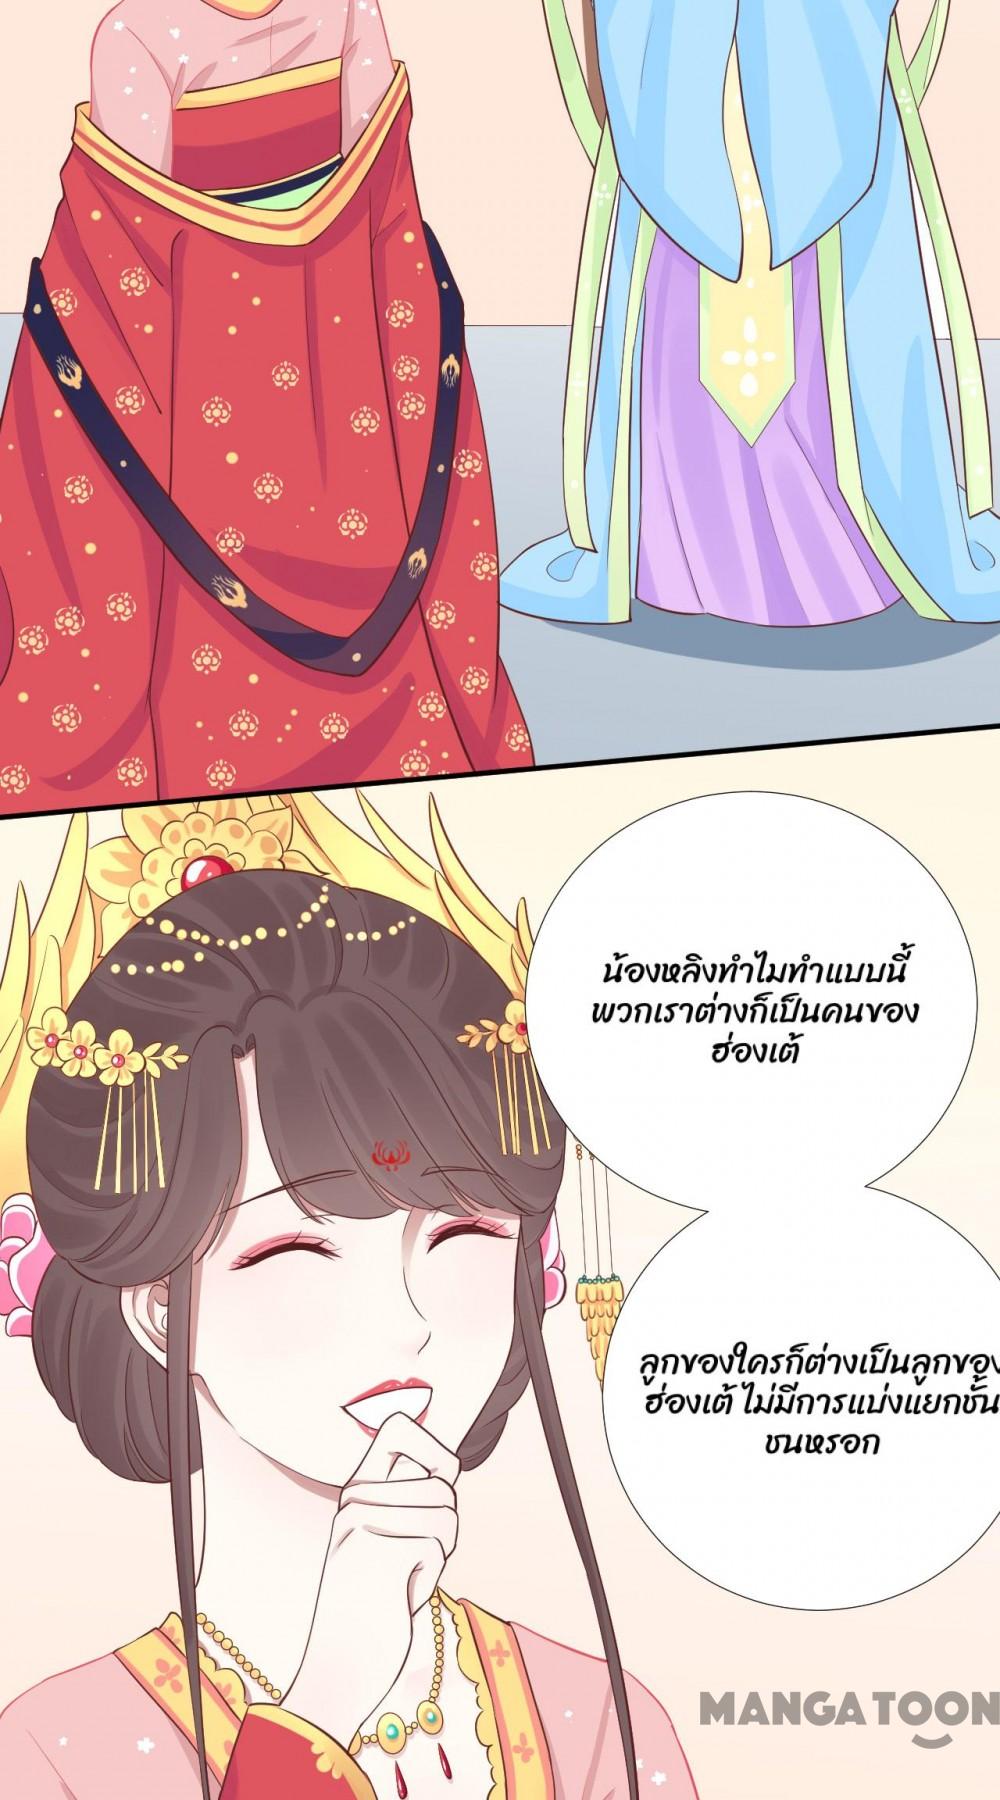 น้องหลิงทำไมทำแบบนี้
พวกเราต่างก็เป็นคนของ
ฮ่องเต้
ลูกของใครก็ต่างเป็นลูกของ
ฮ่องเต้ ไม่มีการแบ่งแยกชั้น
ชนหรอก
MANGATOON